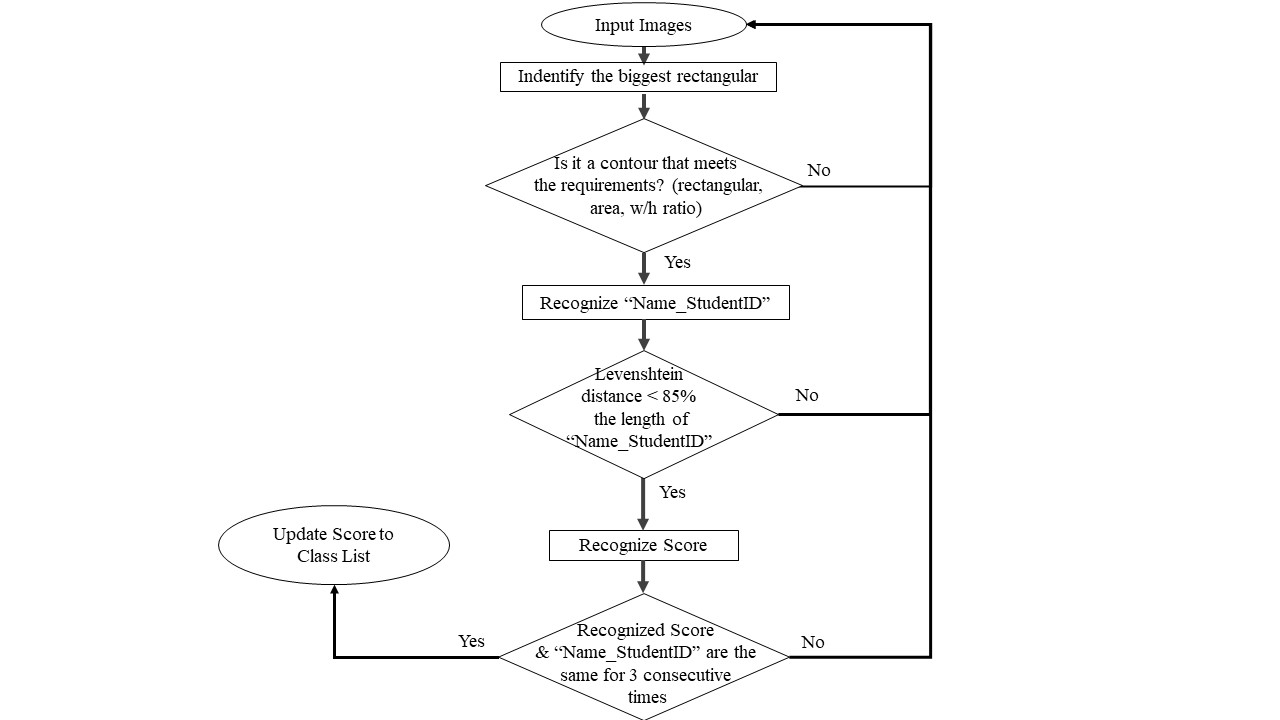 Input Images
Indentify the biggest rectangular
Is it a contour that meets
the requirements? (rectangular,
area, w/h ratio)
No
Yes
Recognize “Name_StudentID”
Levenshtein
distance < 85%
the length of
“Name_StudentID”
No
Yes
Recognize Score
Update Score to
Class List
Recognized Score
& “Name_StudentID” are the
same for 3 consecutive
times
Yes
No